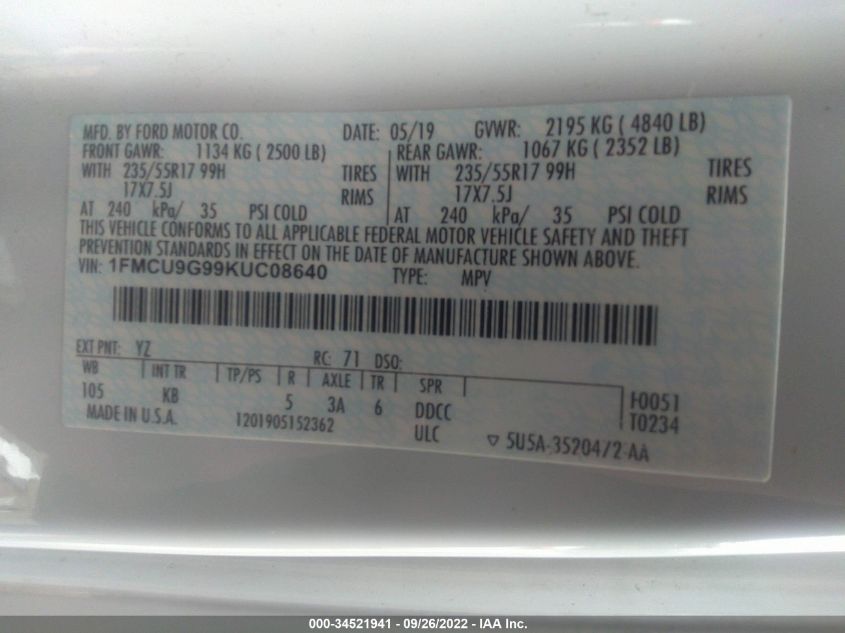 MFD. BY FORD MOTOR CO. DATE: 05/19 GVWR: 2195 KG ( 4840 LB)
FRONT GAWR: 1134 KG ( 2500 LB) REAR GAWR: 1067 KG ( 2352 LB)
WITH 235/55R17 99H TIRES WITH 235/55R17 99H TIRES
17X7.5J RIMS 17X7.5J RIMS
AT 240 kPa/ 35 PSI COLD AT 240 kPa/ 35 PSI COLD
THIS VEHICLE CONFORMS TO ALL APPLICABLE FEDERAL MOTOR VEHICLE SAFETY AND THEFT
PREVENTION STANDARDS IN EFFECT ON THE DATE OF MANUFACTURE SHOWN ABOVE.
VIN: 1FMCU9G99KUC08640 TYPE: MPV
EXT PNT: YZ RC: 71 DSO:
WB INT TR TP/PS R AXLE TR SPR
105 KB 5 3A 6 DDCC F0051
MADE IN U.S.A. 1201905152362 ULC T0234
▽ 5U5A-3520472-AA
000-34521941 - 09/26/2022 - IAA Inc.